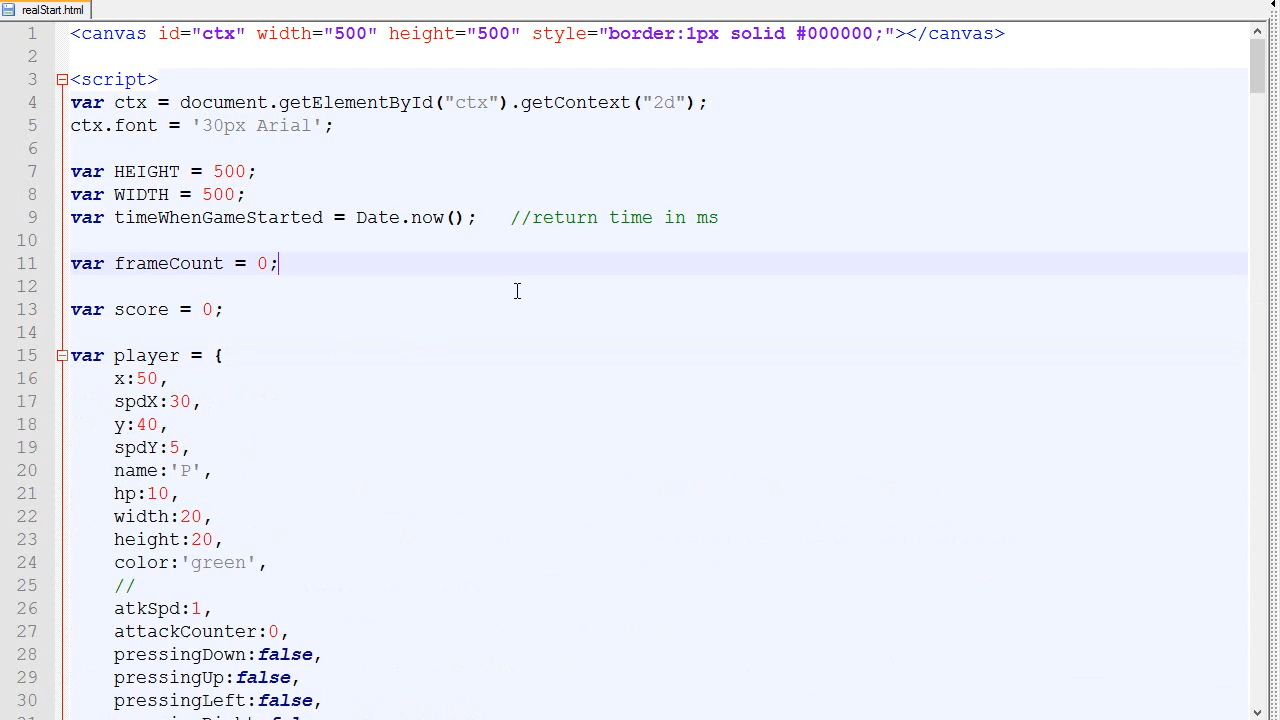 realStart.html
1 <canvas id="ctx" width="500" height="500" style="border:1px solid #000000;"></canvas>
2
3 <script>
4 var ctx = document.getElementById("ctx").getContext("2d");
5 ctx.font = '30px Arial';
6
7 var HEIGHT = 500;
8 var WIDTH = 500;
9 var timeWhenGameStarted = Date.now();   //return time in ms
10
11 var frameCount = 0;
12
13 var score = 0;
14
15 var player = {
16     x:50,
17     spdX:30,
18     y:40,
19     spdY:5,
20     name:'P',
21     hp:10,
22     width:20,
23     height:20,
24     color:'green',
25     //
26     atkSpd:1,
27     attackCounter:0,
28     pressingDown:false,
29     pressingUp:false,
30     pressingLeft:false,